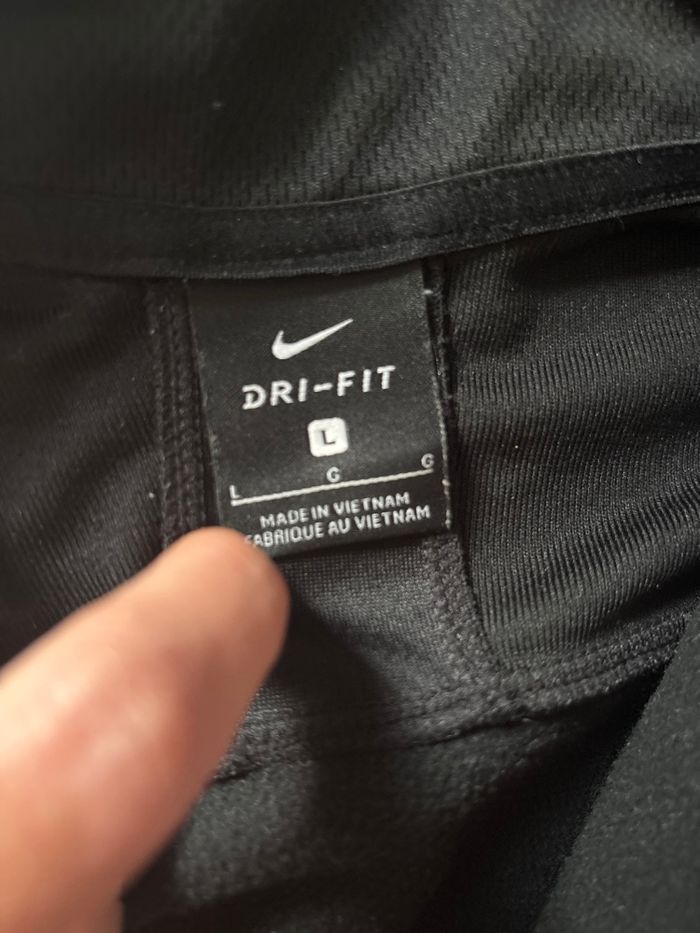 DRI-FIT
L
L G G
MADE IN VIETNAM
FABRIQUE AU VIETNAM